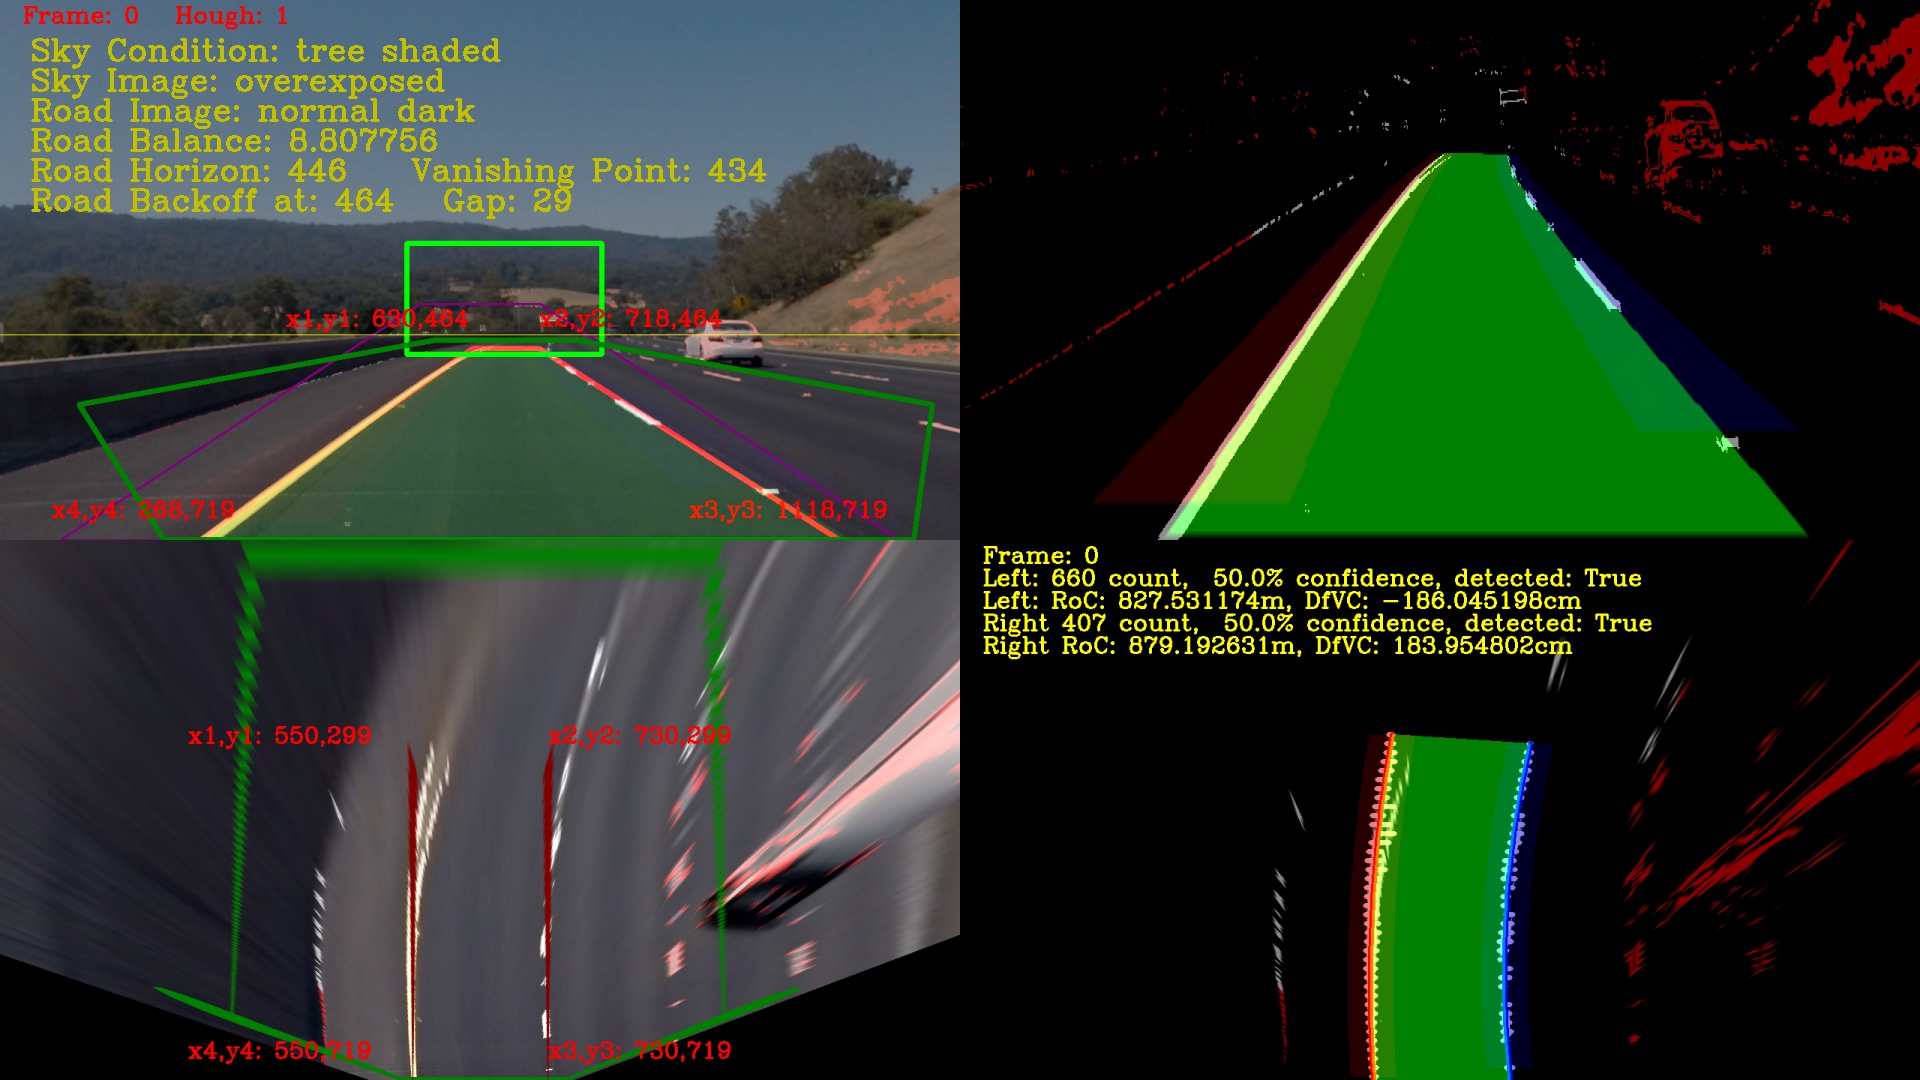 Frame: 0 Hough: 1
Sky Condition: tree shaded
Sky Image: overexposed
Road Image: normal dark
Road Balance: 8.807756
Road Horizon: 446 Vanishing Point: 434
Road Backoff at: 464 Gap: 29
x1,y1: 630,464 x2,y2: 718,464
x4,y4: 268,719 x3,y3: 1118,719
Frame: 0
Left: 660 count, 50.0% confidence, detected: True
Left: RoC: 827.531174m, DfVC: -186.045198cm
Right 407 count, 50.0% confidence, detected: True
Right RoC: 879.192631m, DfVC: 183.954802cm
x1,y1: 550,299 x2,y2: 730,299
x4,y4: 550,719 x3,y3: 730,719